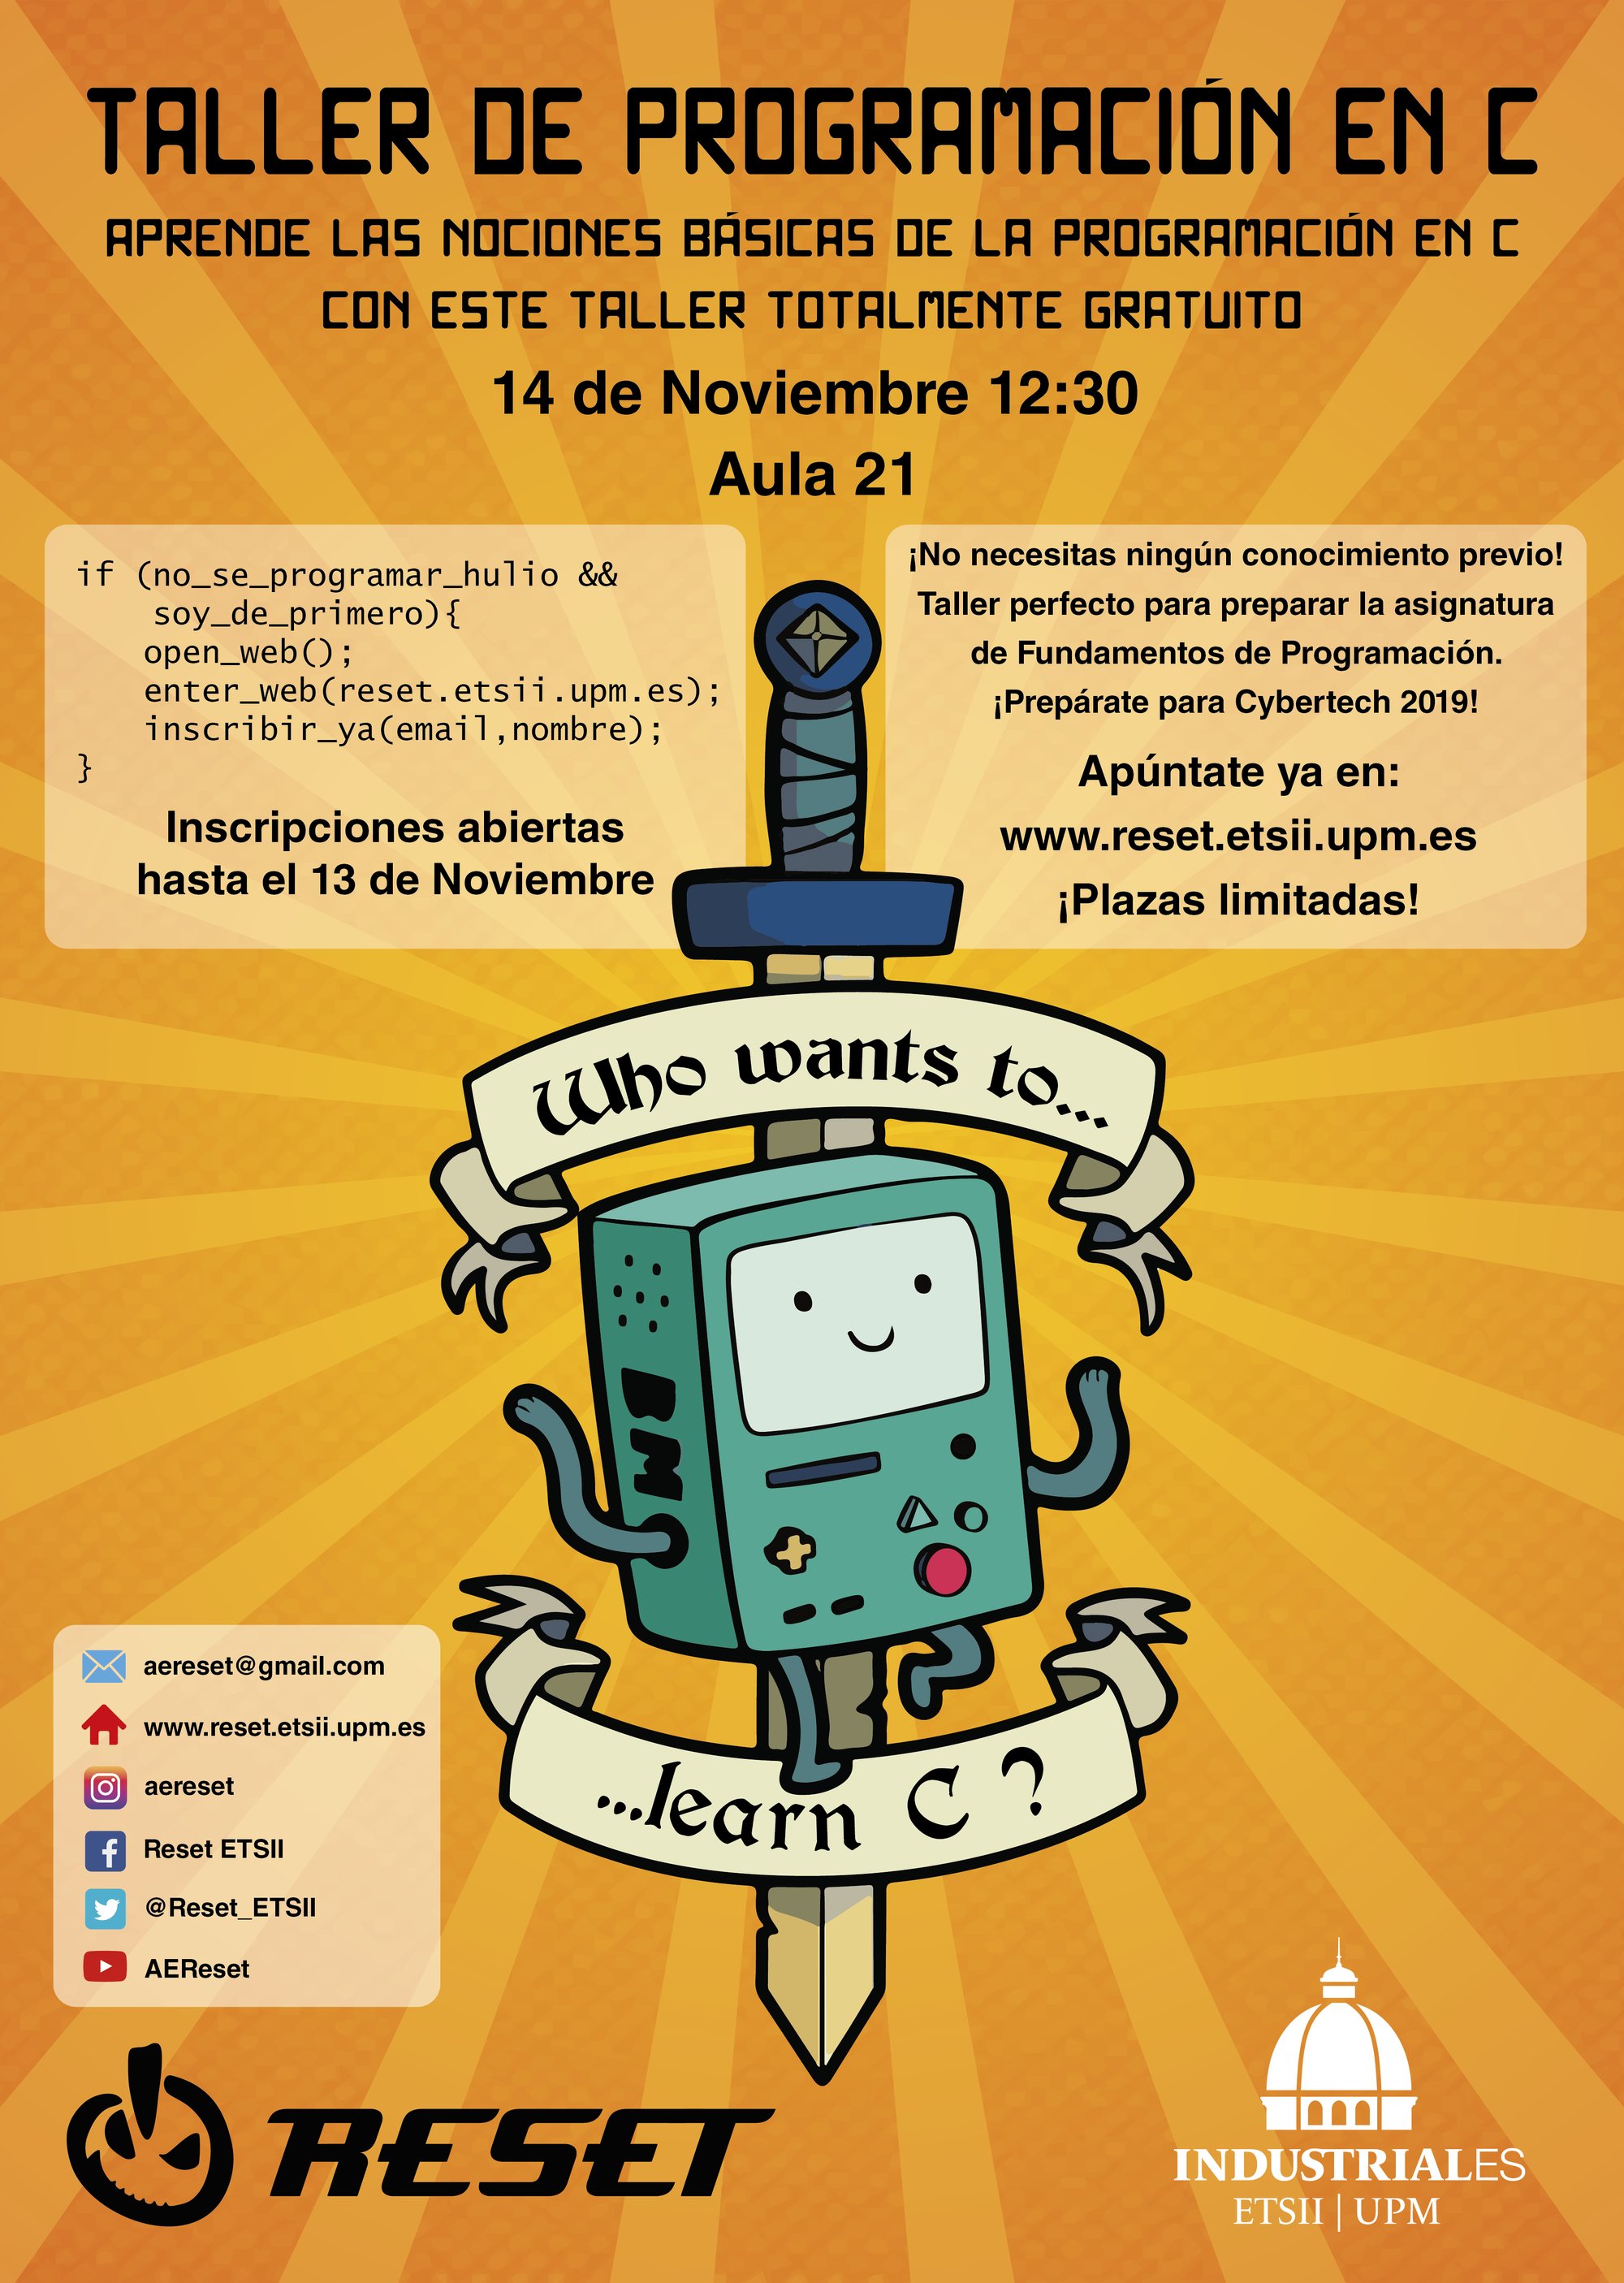 TALLER DE PROGRAMACIÓN EN C
APRENDE LAS NOCIONES BÁSICAS DE LA PROGRAMACIÓN EN C
CON ESTE TALLER TOTALMENTE GRATUITO
14 de Noviembre 12:30
Aula 21
if (no_se_programar_hulio &&
soy_de_primero){
open_web();
enter_web(reset.etsii.upm.es);
inscribir_ya(email,nombre);
}
Inscripciones abiertas
hasta el 13 de Noviembre
¡No necesitas ningún conocimiento previo!
Taller perfecto para preparar la asignatura
de Fundamentos de Programación.
¡Prepárate para Cybertech 2019!
Apúntate ya en:
www.reset.etsii.upm.es
¡Plazas limitadas!
Who wants to...
BM
...learn C ?
aereset@gmail.com
www.reset.etsii.upm.es
aereset
Reset ETSII
@Reset_ETSII
AEReset
RESET
INDUSTRIALES
ETSII | UPM